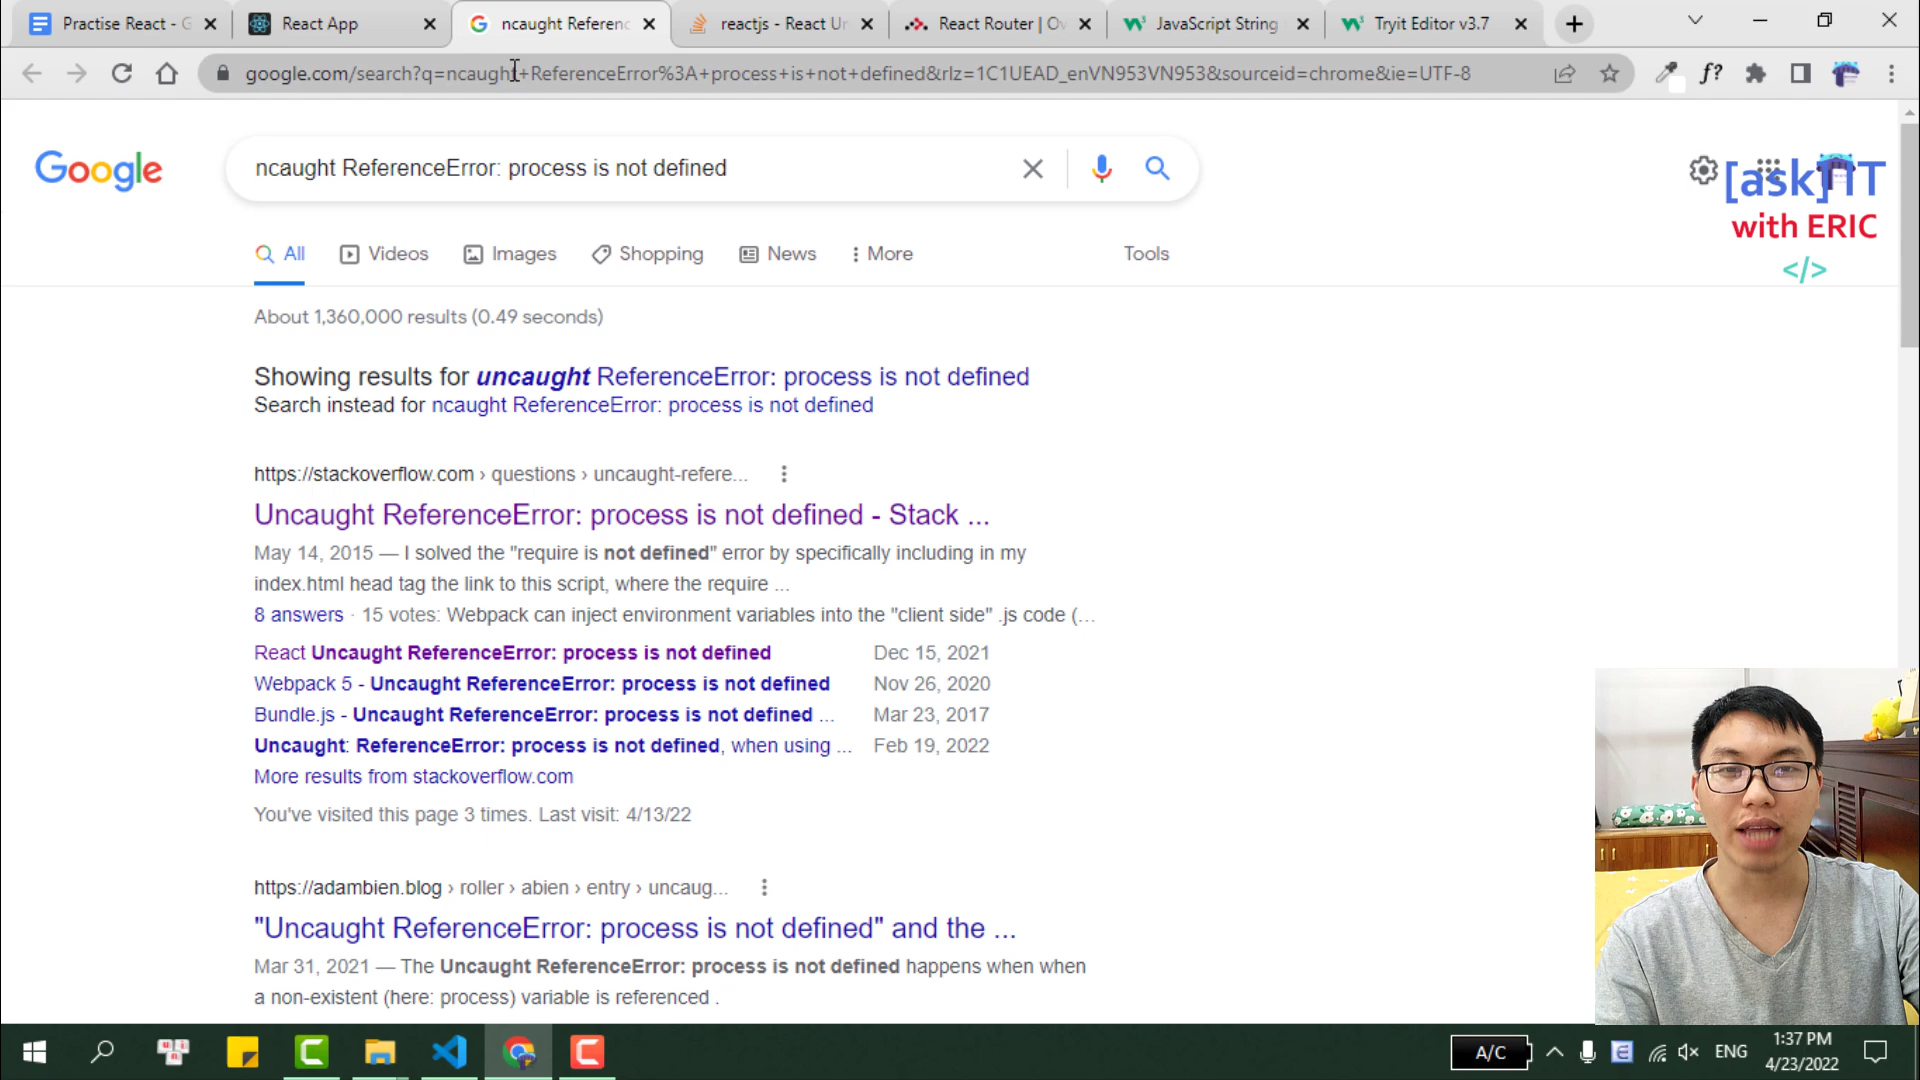 Practise React - G
React App
ncaught Referenc
reactjs - React Un
React Router | Ov
JavaScript String
Tryit Editor v3.7
google.com/search?q=ncaught+ReferenceError%3A+process+is+not+defined&rlz=1C1UEAD_enVN953VN953&sourceid=chrome&ie=UTF-8
f?
Google
ncaught ReferenceError: process is not defined
[ask] IT
with ERIC
</>
All
Videos
Images
Shopping
News
More
Tools
About 1,360,000 results (0.49 seconds)
Showing results for uncaught ReferenceError: process is not defined
Search instead for ncaught ReferenceError: process is not defined
https://stackoverflow.com › questions › uncaught-refere...
Uncaught ReferenceError: process is not defined - Stack ...
May 14, 2015 — I solved the "require is not defined" error by specifically including in my
index.html head tag the link to this script, where the require ...
8 answers · 15 votes: Webpack can inject environment variables into the "client side" .js code (...
React Uncaught ReferenceError: process is not defined Dec 15, 2021
Webpack 5 - Uncaught ReferenceError: process is not defined Nov 26, 2020
Bundle.js - Uncaught ReferenceError: process is not defined ... Mar 23, 2017
Uncaught: ReferenceError: process is not defined, when using ... Feb 19, 2022
More results from stackoverflow.com
You've visited this page 3 times. Last visit: 4/13/22
https://adambien.blog › roller › abien › entry › uncaug...
"Uncaught ReferenceError: process is not defined" and the ...
Mar 31, 2021 — The Uncaught ReferenceError: process is not defined happens when when
a non-existent (here: process) variable is referenced .
A/C
ENG
1:37 PM
4/23/2022